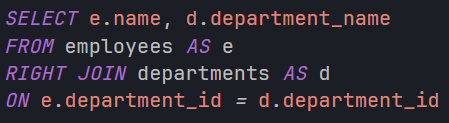 SELECT e.name, d.department_name
FROM employees AS e
RIGHT JOIN departments AS d
ON e.department_id = d.department_id